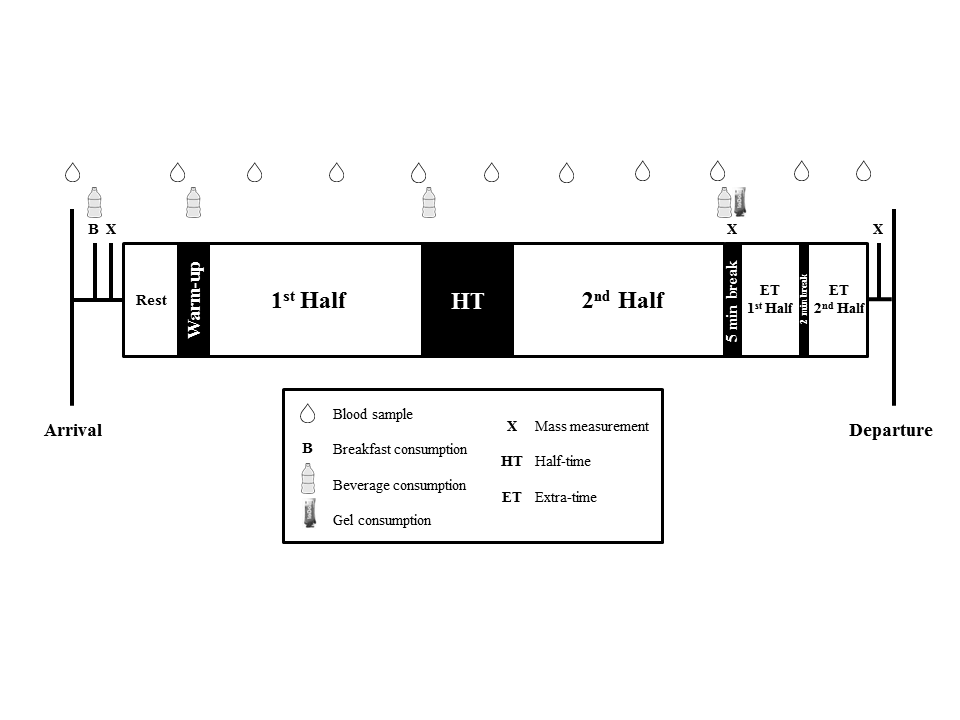 B X
X
X
Rest
Warm-up
1st Half
HT
2nd Half
5 min break
ET
1st Half
2 min break
ET
2nd Half
Arrival
Departure
Blood sample
B Breakfast consumption
Beverage consumption
Gel consumption
X Mass measurement
HT Half-time
ET Extra-time